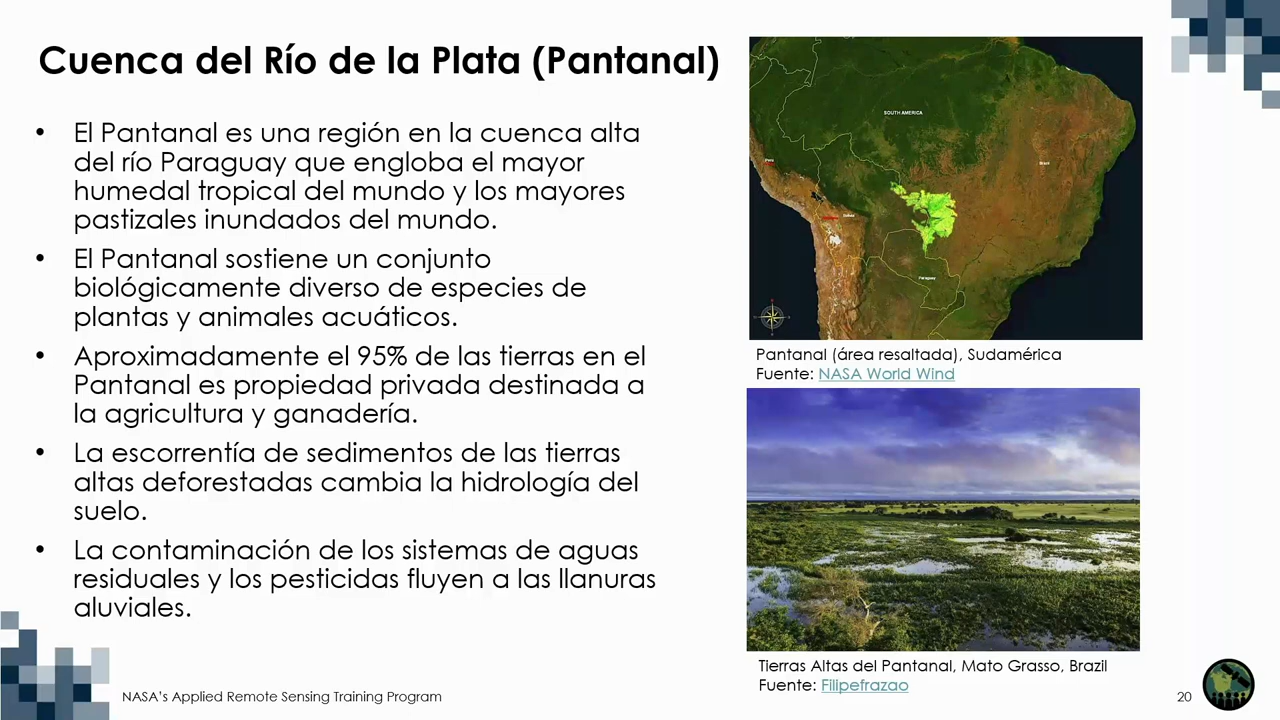 Cuenca del Río de la Plata (Pantanal)
• El Pantanal es una región en la cuenca alta
del río Paraguay que engloba el mayor
humedal tropical del mundo y los mayores
pastizales inundados del mundo.
• El Pantanal sostiene un conjunto
biológicamente diverso de especies de
plantas y animales acuáticos.
• Aproximadamente el 95% de las tierras en el
Pantanal es propiedad privada destinada a
la agricultura y ganadería.
• La escorrentía de sedimentos de las tierras
altas deforestadas cambia la hidrología del
suelo.
• La contaminación de los sistemas de aguas
residuales y los pesticidas fluyen a las llanuras
aluviales.
SOUTH AMERICA
Brazil
Peru
Bolivia
Paraguay
Pantanal (área resaltada), Sudamérica
Fuente: NASA World Wind
Tierras Altas del Pantanal, Mato Grasso, Brazil
Fuente: Filipefrazao
NASA's Applied Remote Sensing Training Program
20